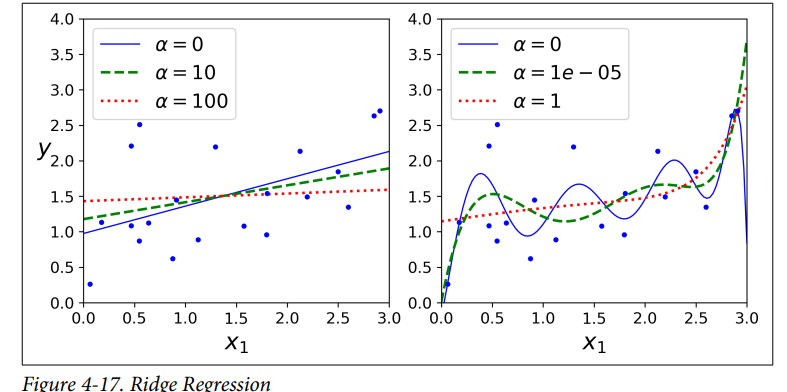 4.0
3.5
3.0
2.5
2.0
1.5
1.0
0.5
0.0
y
α = 0
α = 10
α = 100
0.0 0.5 1.0 1.5 2.0 2.5 3.0
x₁
4.0
3.5
3.0
2.5
2.0
1.5
1.0
0.5
0.0
α = 0
α = 1e − 05
α = 1
0.0 0.5 1.0 1.5 2.0 2.5 3.0
x₁
Figure 4-17. Ridge Regression